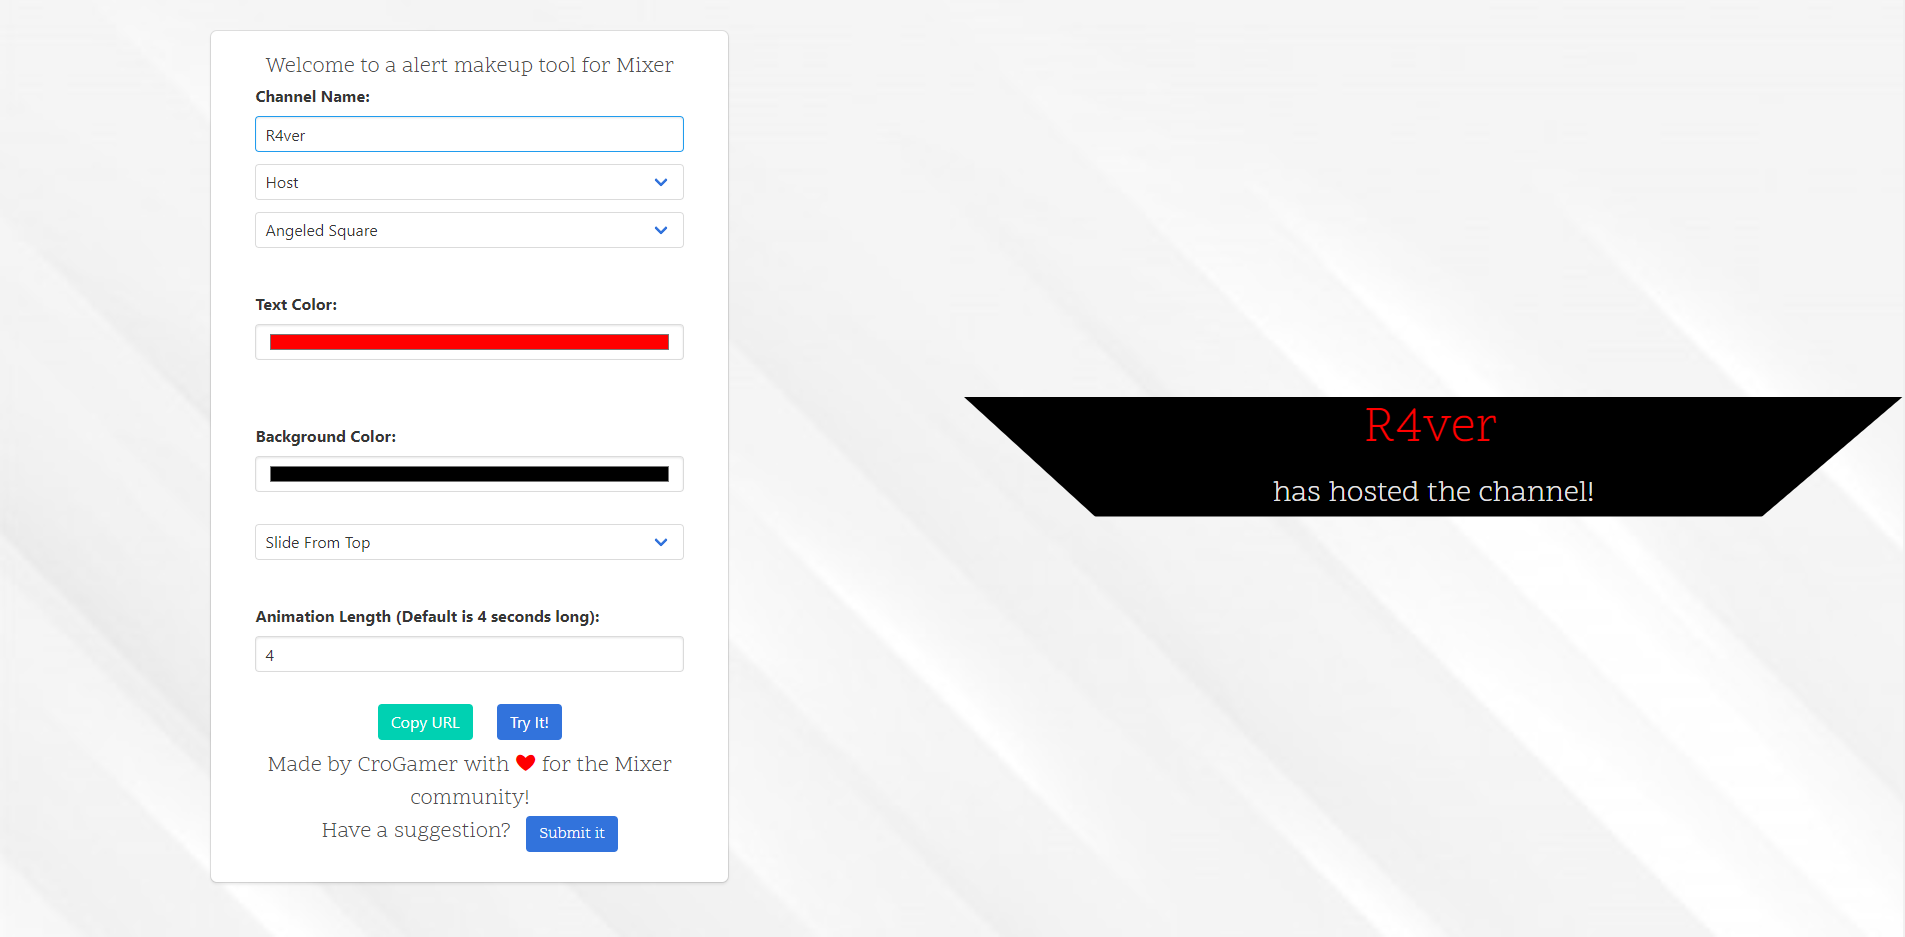 Welcome to a alert makeup tool for Mixer
Channel Name:
R4ver
Host
Angeled Square
Text Color:
Background Color:
Slide From Top
Animation Length (Default is 4 seconds long):
4
Copy URL
Try It!
Made by CroGamer with ❤ for the Mixer
community!
Have a suggestion?
Submit it
R4ver
has hosted the channel!